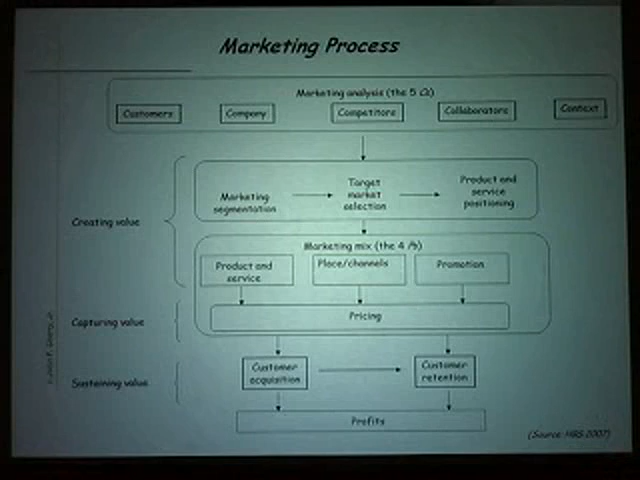 Marketing Process
Marketing analysis (the 5 Cs)
Customers
Company
Competitors
Collaborators
Context
Creating value
Marketing
segmentation
Target
market
selection
Product and
service
positioning
Marketing mix (the 4 Ps)
Product and
service
Place/channels
Promotion
Capturing value
Pricing
Sustaining value
Customer
acquisition
Customer
retention
Profits
(Source: HBS 2007)